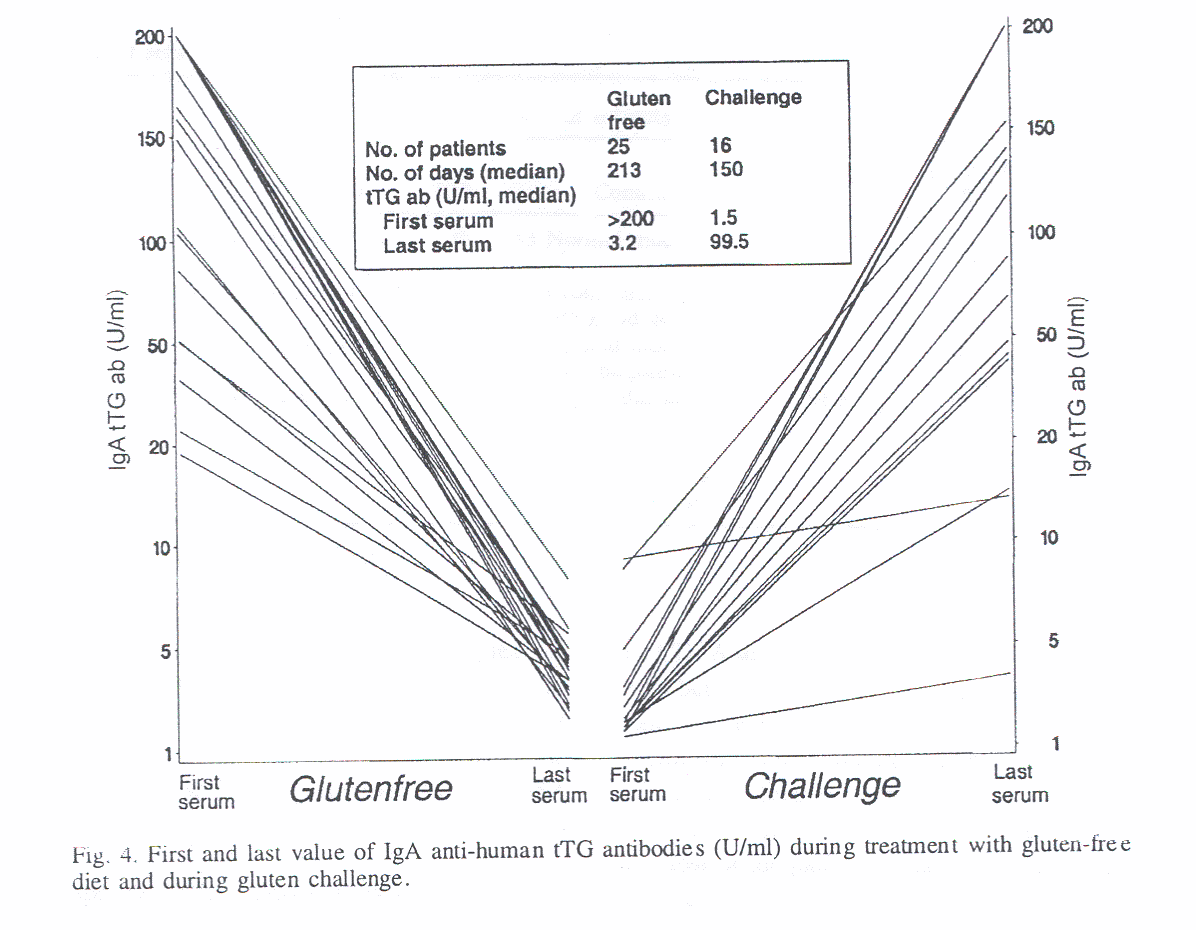 200
150
100
50
20
10
5
1
IgA tTG ab (U/ml)
Gluten Challenge
free
No. of patients 25 16
No. of days (median) 213 150
tTG ab (U/ml, median)
First serum >200 1.5
Last serum 3.2 99.5
200
150
100
50
20
10
5
1
IgA tTG ab (U/ml)
First
serum
Glutenfree
Last
serum
First
serum
Challenge
Last
serum
Fig. 4. First and last value of IgA anti-human tTG antibodies (U/ml) during treatment with gluten-free
diet and during gluten challenge.